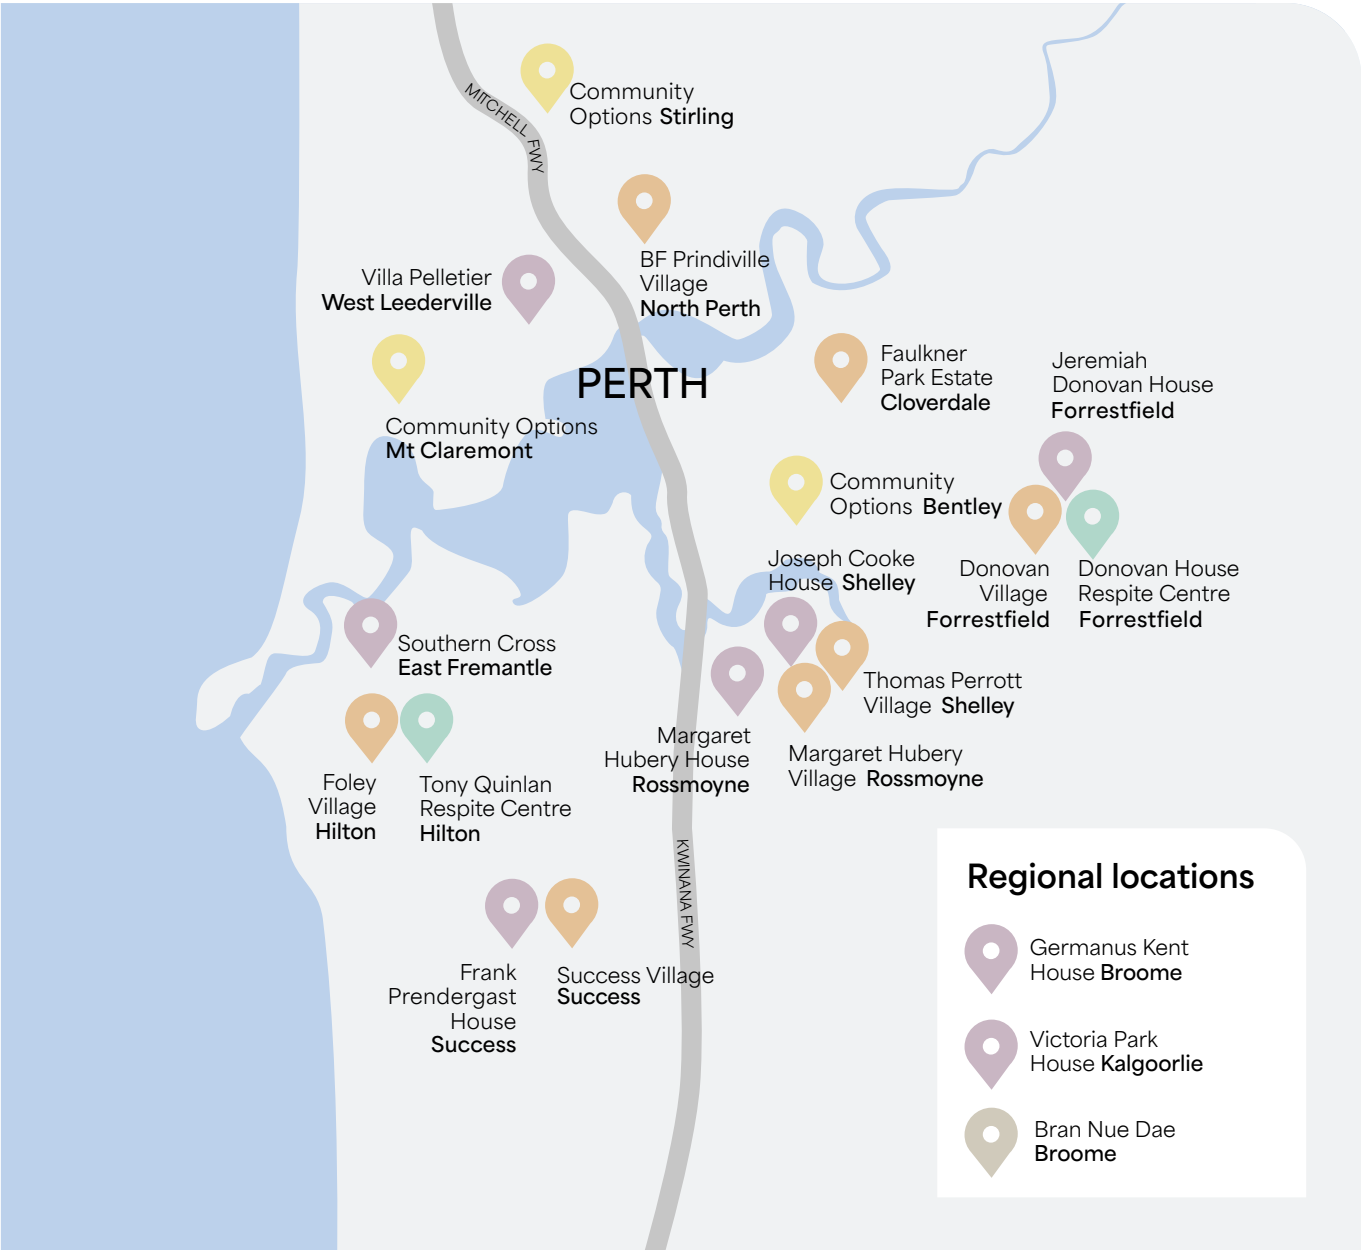 MITCHELL FWY
Community
Options Stirling
BF Prindiville
Village
North Perth
Villa Pelletier
West Leederville
PERTH
Community Options
Mt Claremont
Faulkner
Park Estate
Cloverdale
Jeremiah
Donovan House
Forrestfield
Community
Options Bentley
Joseph Cooke
House Shelley
Donovan
Village
Forrestfield
Donovan House
Respite Centre
Forrestfield
Southern Cross
East Fremantle
Thomas Perrott
Village Shelley
Margaret
Hubery House
Rossmoyne
Margaret Hubery
Village Rossmoyne
Foley
Village
Hilton
Tony Quinlan
Respite Centre
Hilton
KWINANA FWY
Frank
Prendergast
House
Success
Success Village
Success
Regional locations
Germanus Kent
House Broome
Victoria Park
House Kalgoorlie
Bran Nue Dae
Broome